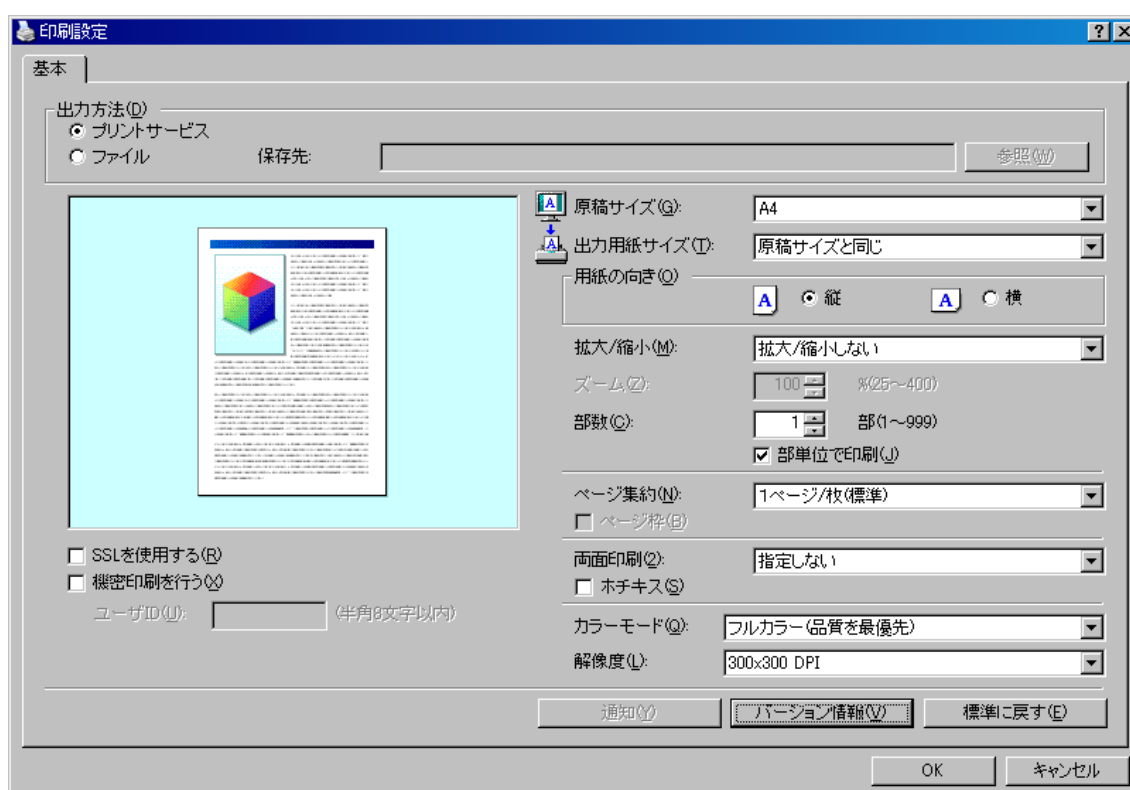 印刷設定
基本
出力方法(D)
プリントサービス
ファイル 保存先: 参照(W)
原稿サイズ(G): A4
出力用紙サイズ(T): 原稿サイズと同じ
用紙の向き(O)
A 縦 A 横
拡大/縮小(M): 拡大/縮小しない
ズーム(Z): 100 %(25～400)
部数(C): 1 部(1～999)
部単位で印刷(J)
ページ集約(N): 1ページ/枚(標準)
ページ枠(B)
SSLを使用する(R)
機密印刷を行う(X)
ユーザID(U): (半角8文字以内)
両面印刷(2): 指定しない
ホチキス(S)
カラーモード(Q): フルカラー(品質を最優先)
解像度(L): 300x300 DPI
通知(Y) バージョン情報(V) 標準に戻す(E)
OK キャンセル